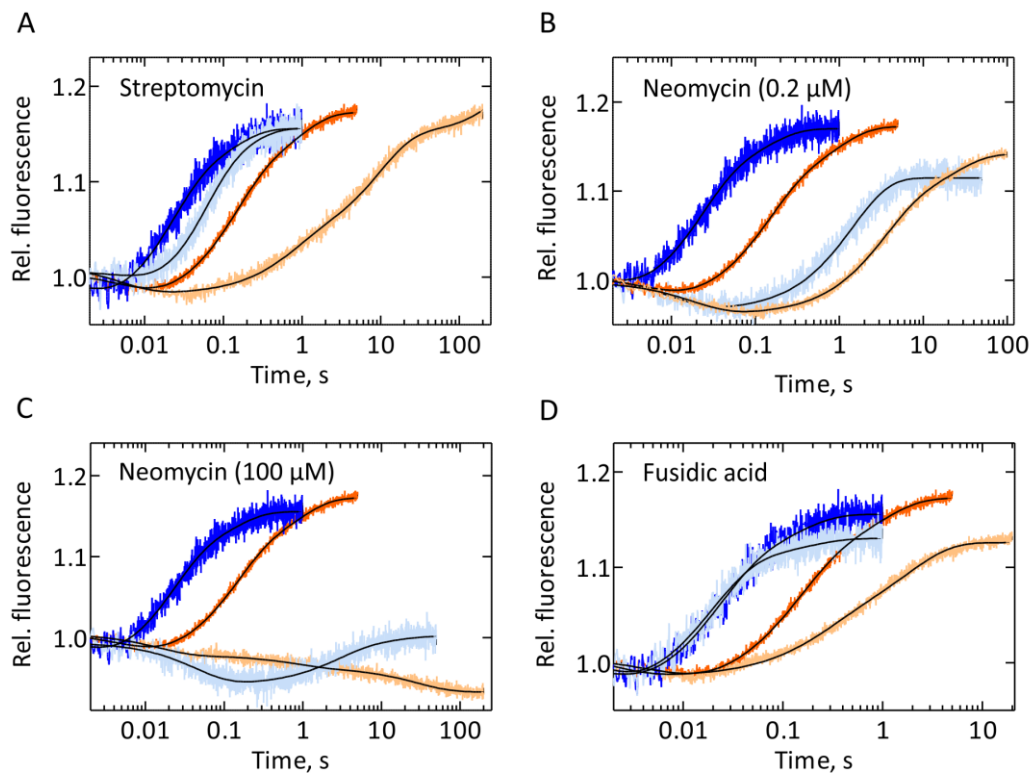 A
Streptomycin
Rel. fluorescence
1.2
1.1
1.0
0.01 0.1 1 10 100
Time, s
B
Neomycin (0.2 µM)
Rel. fluorescence
1.2
1.1
1.0
0.01 0.1 1 10 100
Time, s
C
Neomycin (100 µM)
Rel. fluorescence
1.2
1.1
1.0
0.01 0.1 1 10 100
Time, s
D
Fusidic acid
Rel. fluorescence
1.2
1.1
1.0
0.01 0.1 1 10
Time, s